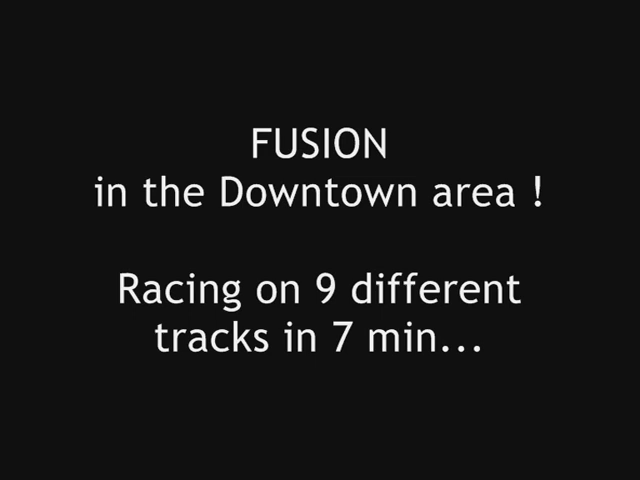 FUSION
in the Downtown area !
Racing on 9 different
tracks in 7 min...